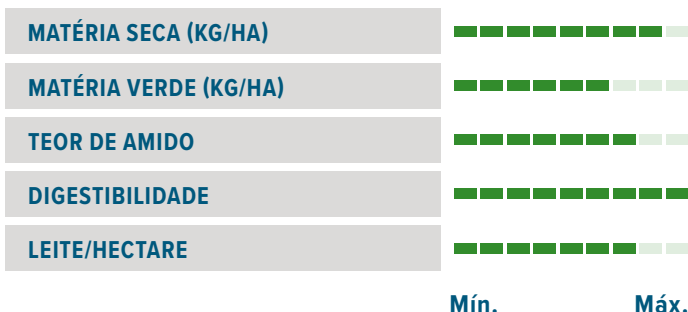 MATÉRIA SECA (KG/HA)
MATÉRIA VERDE (KG/HA)
TEOR DE AMIDO
DIGESTIBILIDADE
LEITE/HECTARE
Mín. Máx.